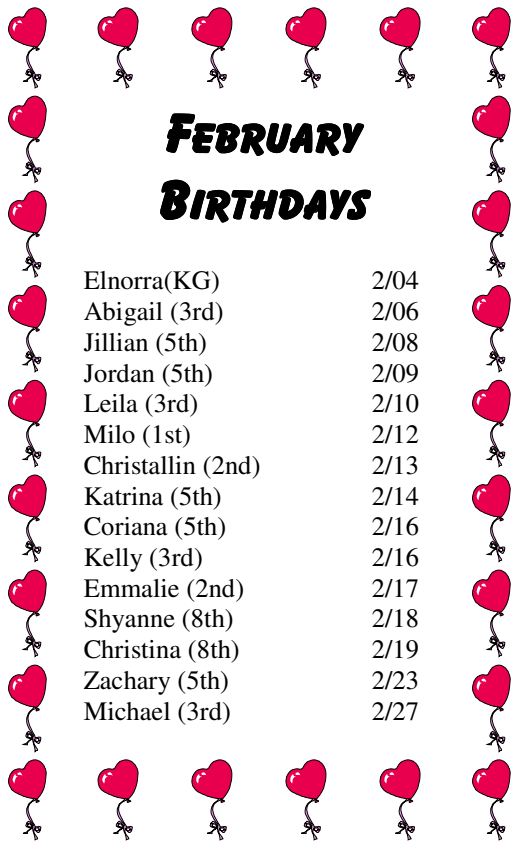 FEBRUARY
BIRTHDAYS
Elnorra(KG) 2/04
Abigail (3rd) 2/06
Jillian (5th) 2/08
Jordan (5th) 2/09
Leila (3rd) 2/10
Milo (1st) 2/12
Christallin (2nd) 2/13
Katrina (5th) 2/14
Coriana (5th) 2/16
Kelly (3rd) 2/16
Emmalie (2nd) 2/17
Shyanne (8th) 2/18
Christina (8th) 2/19
Zachary (5th) 2/23
Michael (3rd) 2/27